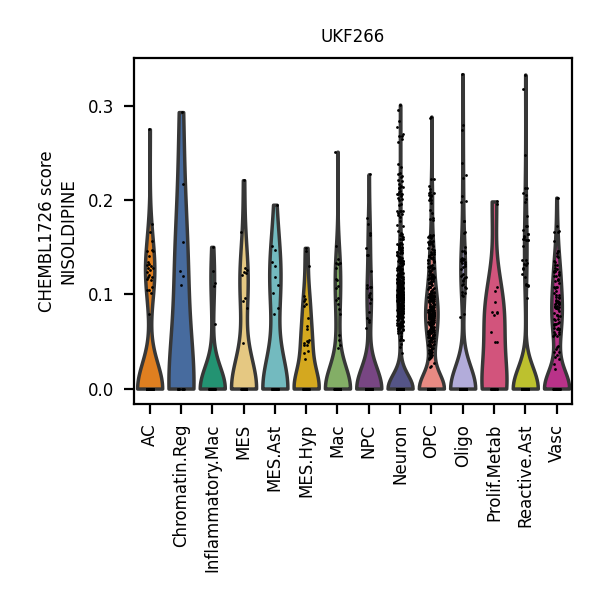 UKF266
CHEMBL1726 score
NISOLDIPINE
0.3
0.2
0.1
0.0
AC
Chromatin.Reg
Inflammatory.Mac
MES
MES.Ast
MES.Hyp
Mac
NPC
Neuron
OPC
Oligo
Prolif.Metab
Reactive.Ast
Vasc